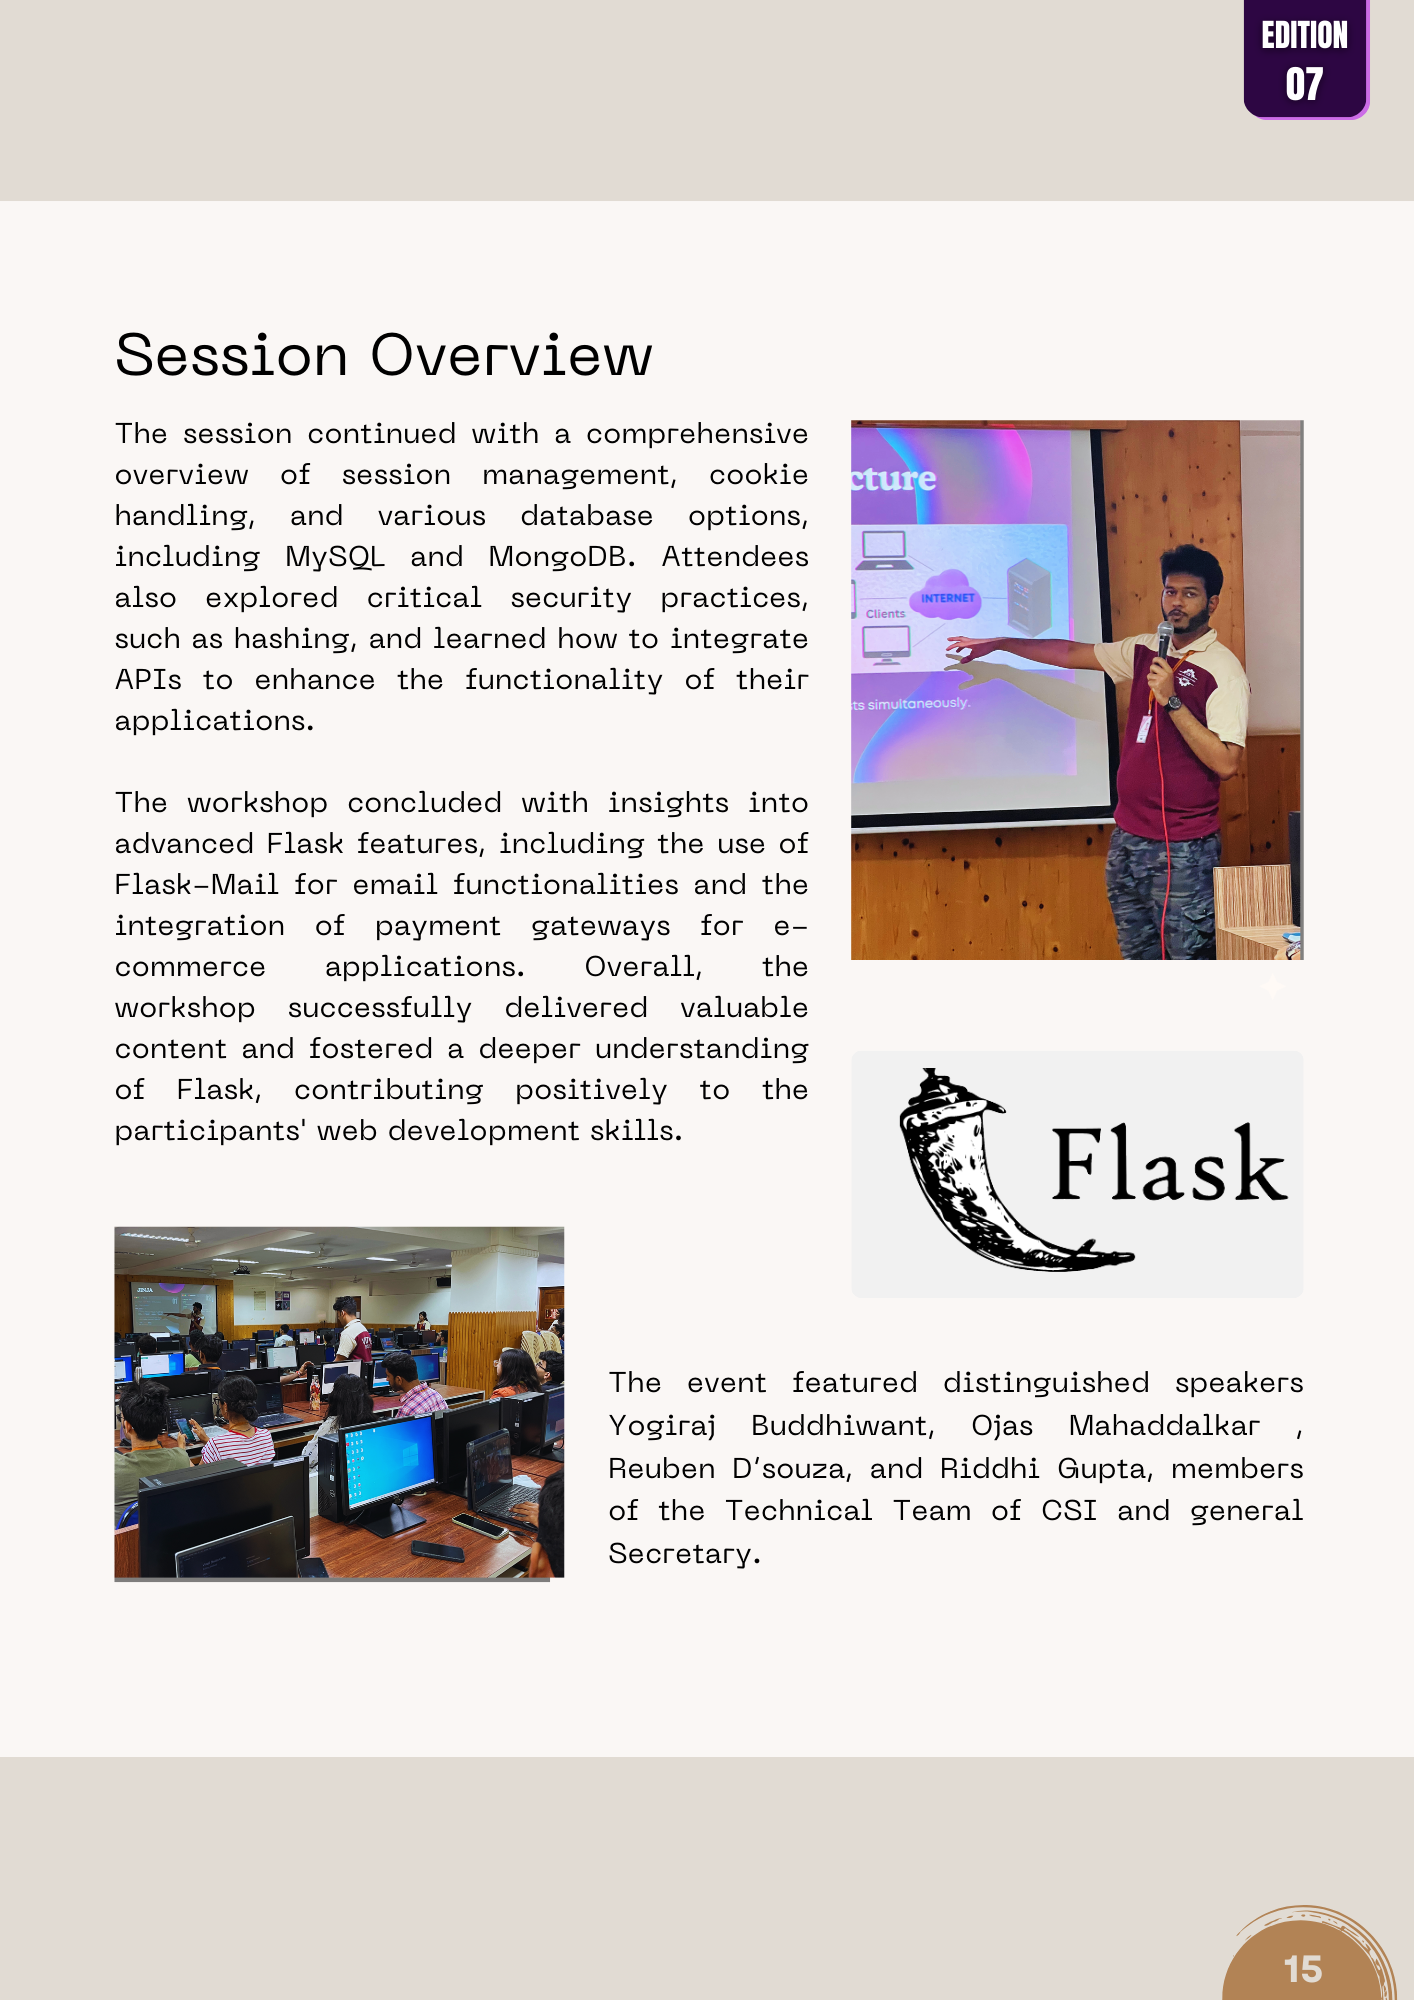 EDITION
07
Session Overview
The session continued with a comprehensive
overview of session management, cookie
handling, and various database options,
including MySQL and MongoDB. Attendees
also explored critical security practices,
such as hashing, and learned how to integrate
APIs to enhance the functionality of their
applications.
The workshop concluded with insights into
advanced Flask features, including the use of
Flask-Mail for email functionalities and the
integration of payment gateways for e-
commerce applications. Overall, the
workshop successfully delivered valuable
content and fostered a deeper understanding
of Flask, contributing positively to the
participants' web development skills.
cture
INTERNET
Clients
sts simultaneously.
Flask
JINJA
The event featured distinguished speakers
Yogiraj Buddhiwant, Ojas Mahaddalkar ,
Reuben D'souza, and Riddhi Gupta, members
of the Technical Team of CSI and general
Secretary.
15